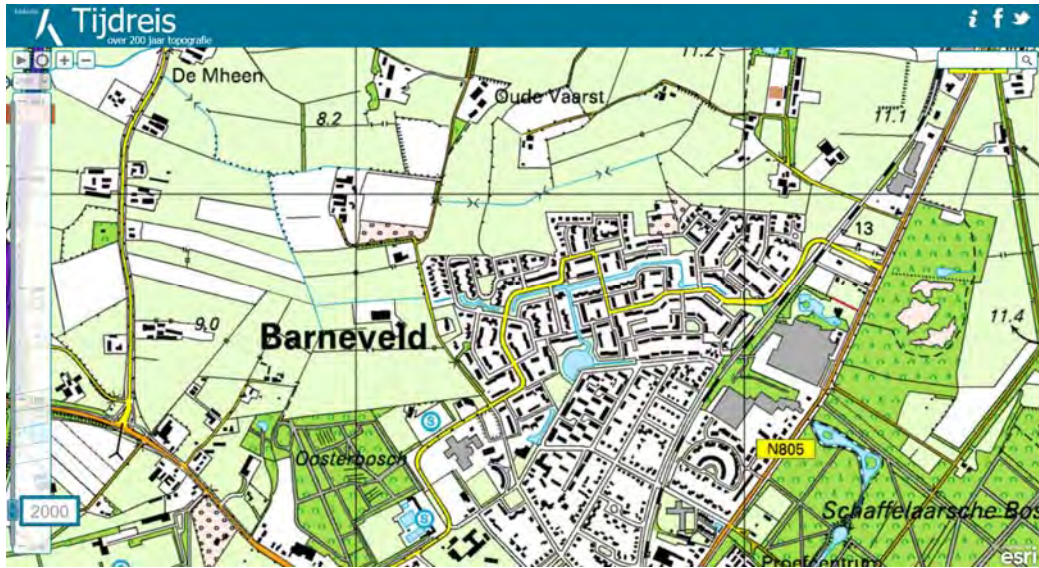 Tijdreis
over 200 jaar topografie
i f
De Mheen
11.2
Oude Vaarst
8.2
11.1
13
9.0
Barneveld
11.4
Oosterbosch
S
N805
S
2000
Schaffelaarsche Bos
Proefcentrum
S
esri